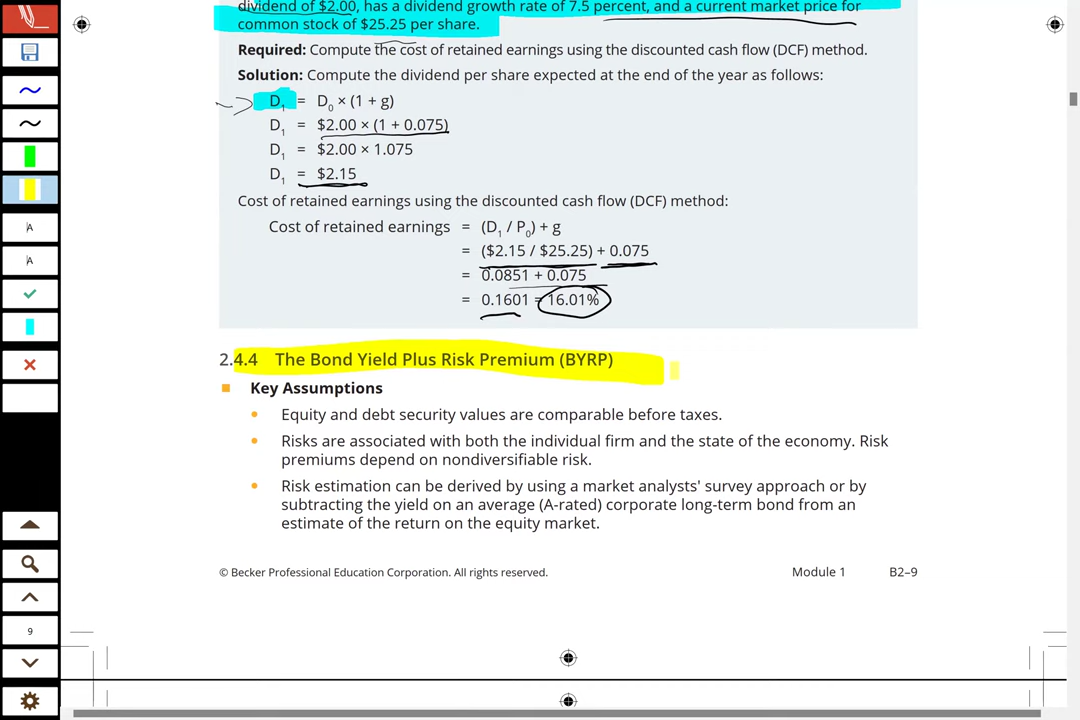 dividend of $2.00, has a dividend growth rate of 7.5 percent, and a current market price for
common stock of $25.25 per share.
Required: Compute the cost of retained earnings using the discounted cash flow (DCF) method.
Solution: Compute the dividend per share expected at the end of the year as follows:
D₁ = D₀ × (1 + g)
D₁ = $2.00 × (1 + 0.075)
D₁ = $2.00 × 1.075
D₁ = $2.15
Cost of retained earnings using the discounted cash flow (DCF) method:
Cost of retained earnings = (D₁ / P₀) + g
= ($2.15 / $25.25) + 0.075
= 0.0851 + 0.075
= 0.1601 = 16.01%
2.4.4 The Bond Yield Plus Risk Premium (BYRP)
Key Assumptions
Equity and debt security values are comparable before taxes.
Risks are associated with both the individual firm and the state of the economy. Risk
premiums depend on nondiversifiable risk.
Risk estimation can be derived by using a market analysts' survey approach or by
subtracting the yield on an average (A-rated) corporate long-term bond from an
estimate of the return on the equity market.
© Becker Professional Education Corporation. All rights reserved.
Module 1 B2–9
A
A
9